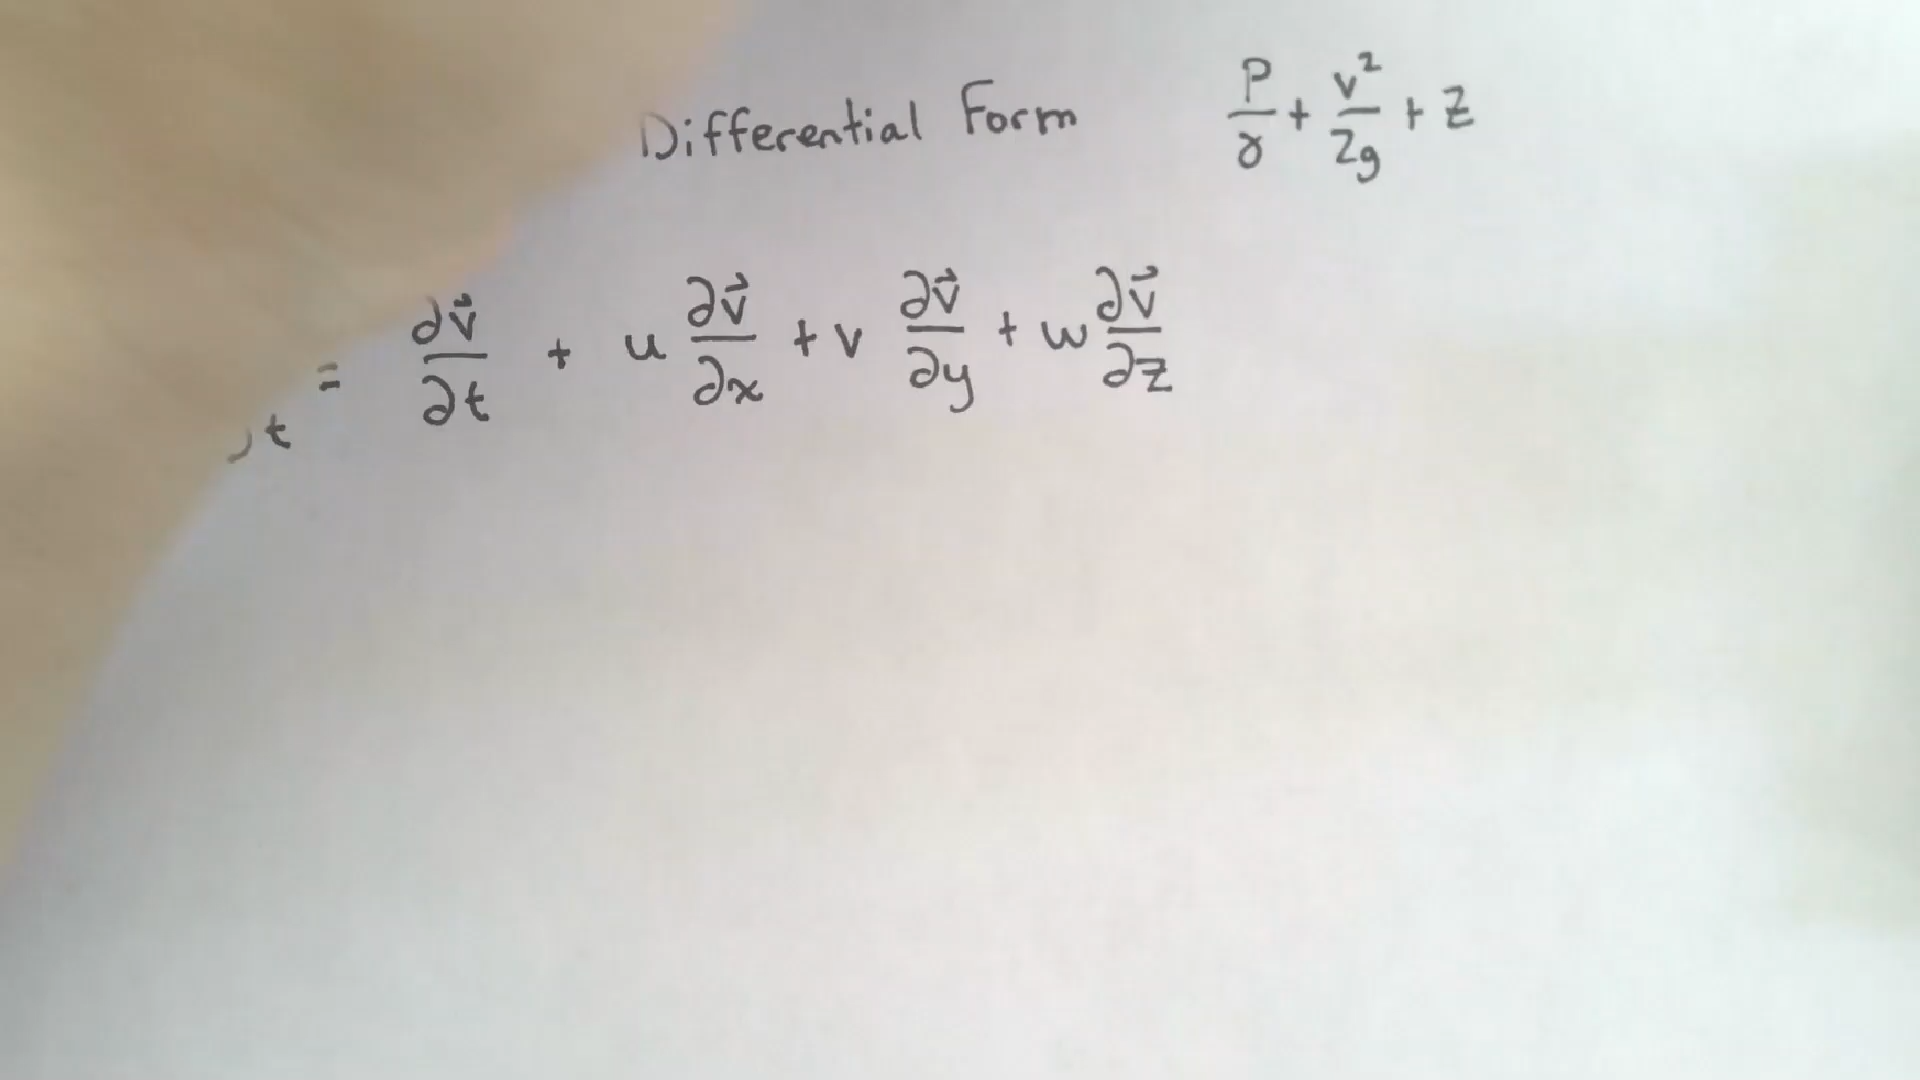 Differential Form P/γ + v²/2g + z
, t = ∂v⃗/∂t + u ∂v⃗/∂x + v ∂v⃗/∂y + w ∂v⃗/∂z